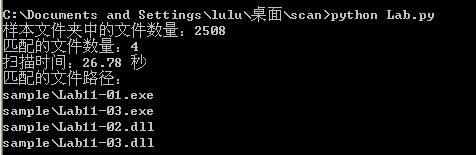 C:\Documents and Settings\lulu\桌面\scan>python Lab.py
样本文件夹中的文件数量：2508
匹配的文件数量：4
扫描时间：26.78 秒
匹配的文件路径：
sample\Lab11-01.exe
sample\Lab11-03.exe
sample\Lab11-02.dll
sample\Lab11-03.dll